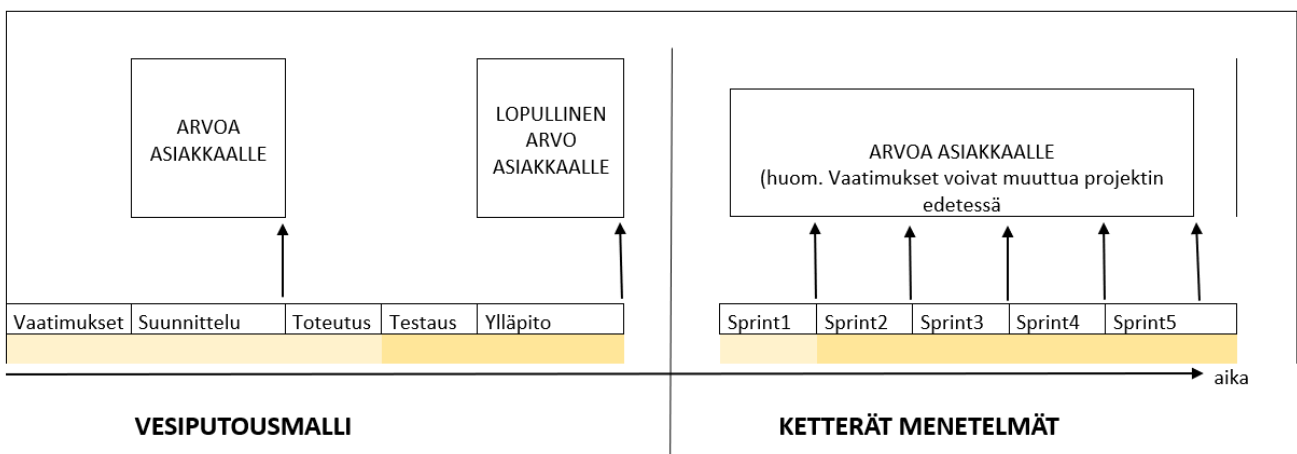 ARVOA
ASIAKKAALLE
LOPULLINEN
ARVO
ASIAKKAALLE
ARVOA ASIAKKAALLE
(huom. Vaatimukset voivat muuttua projektin
edetessä
Vaatimukset
Suunnittelu
Toteutus
Testaus
Ylläpito
Sprint1
Sprint2
Sprint3
Sprint4
Sprint5
aika
VESIPUTOUSMALLI
KETTERÄT MENETELMÄT